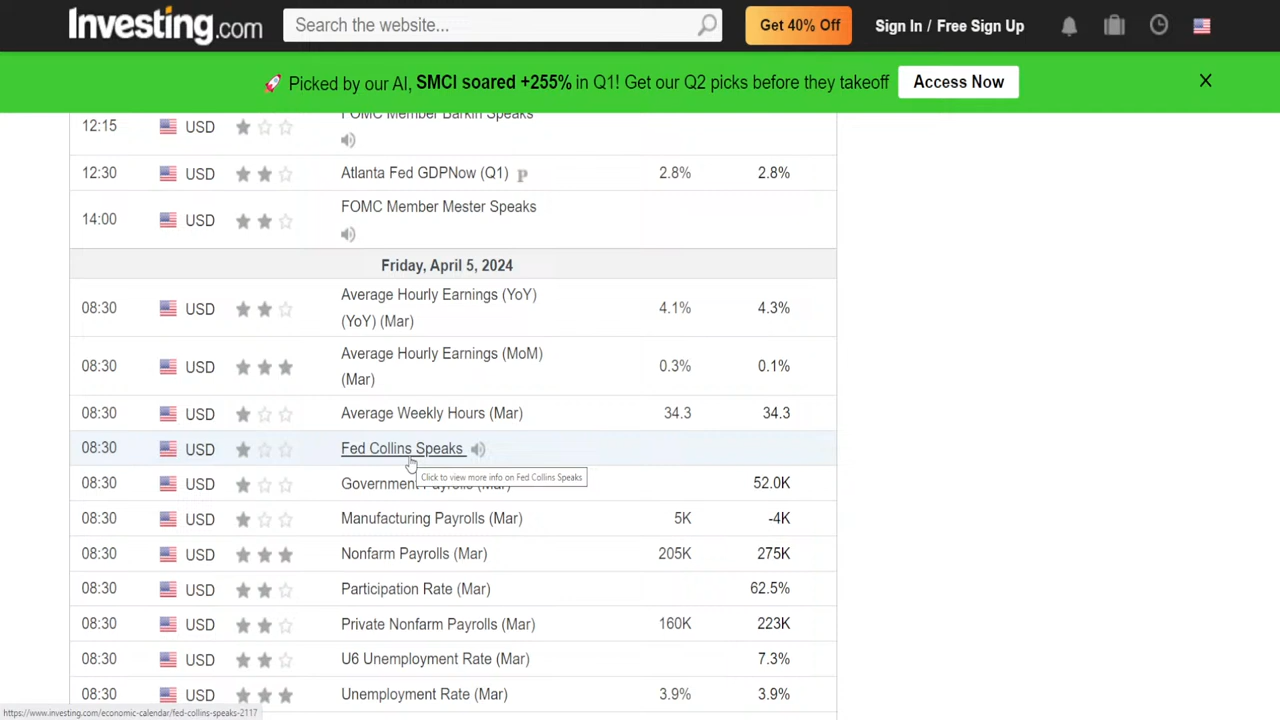 Investing.com
Search the website...
Get 40% Off
Sign In / Free Sign Up
Picked by our AI, SMCI soared +255% in Q1! Get our Q2 picks before they takeoff
Access Now
12:15 USD FOMC Member Barkin Speaks
12:30 USD Atlanta Fed GDPNow (Q1) P 2.8% 2.8%
14:00 USD FOMC Member Mester Speaks
Friday, April 5, 2024
08:30 USD Average Hourly Earnings (YoY) 4.1% 4.3%
(YoY) (Mar)
08:30 USD Average Hourly Earnings (MoM) 0.3% 0.1%
(Mar)
08:30 USD Average Weekly Hours (Mar) 34.3 34.3
08:30 USD Fed Collins Speaks
Click to view more info on Fed Collins Speaks
08:30 USD Government Payrolls (Mar) 52.0K
08:30 USD Manufacturing Payrolls (Mar) 5K -4K
08:30 USD Nonfarm Payrolls (Mar) 205K 275K
08:30 USD Participation Rate (Mar) 62.5%
08:30 USD Private Nonfarm Payrolls (Mar) 160K 223K
08:30 USD U6 Unemployment Rate (Mar) 7.3%
08:30 USD Unemployment Rate (Mar) 3.9% 3.9%
https://www.investing.com/economic-calendar/fed-collins-speaks-2117